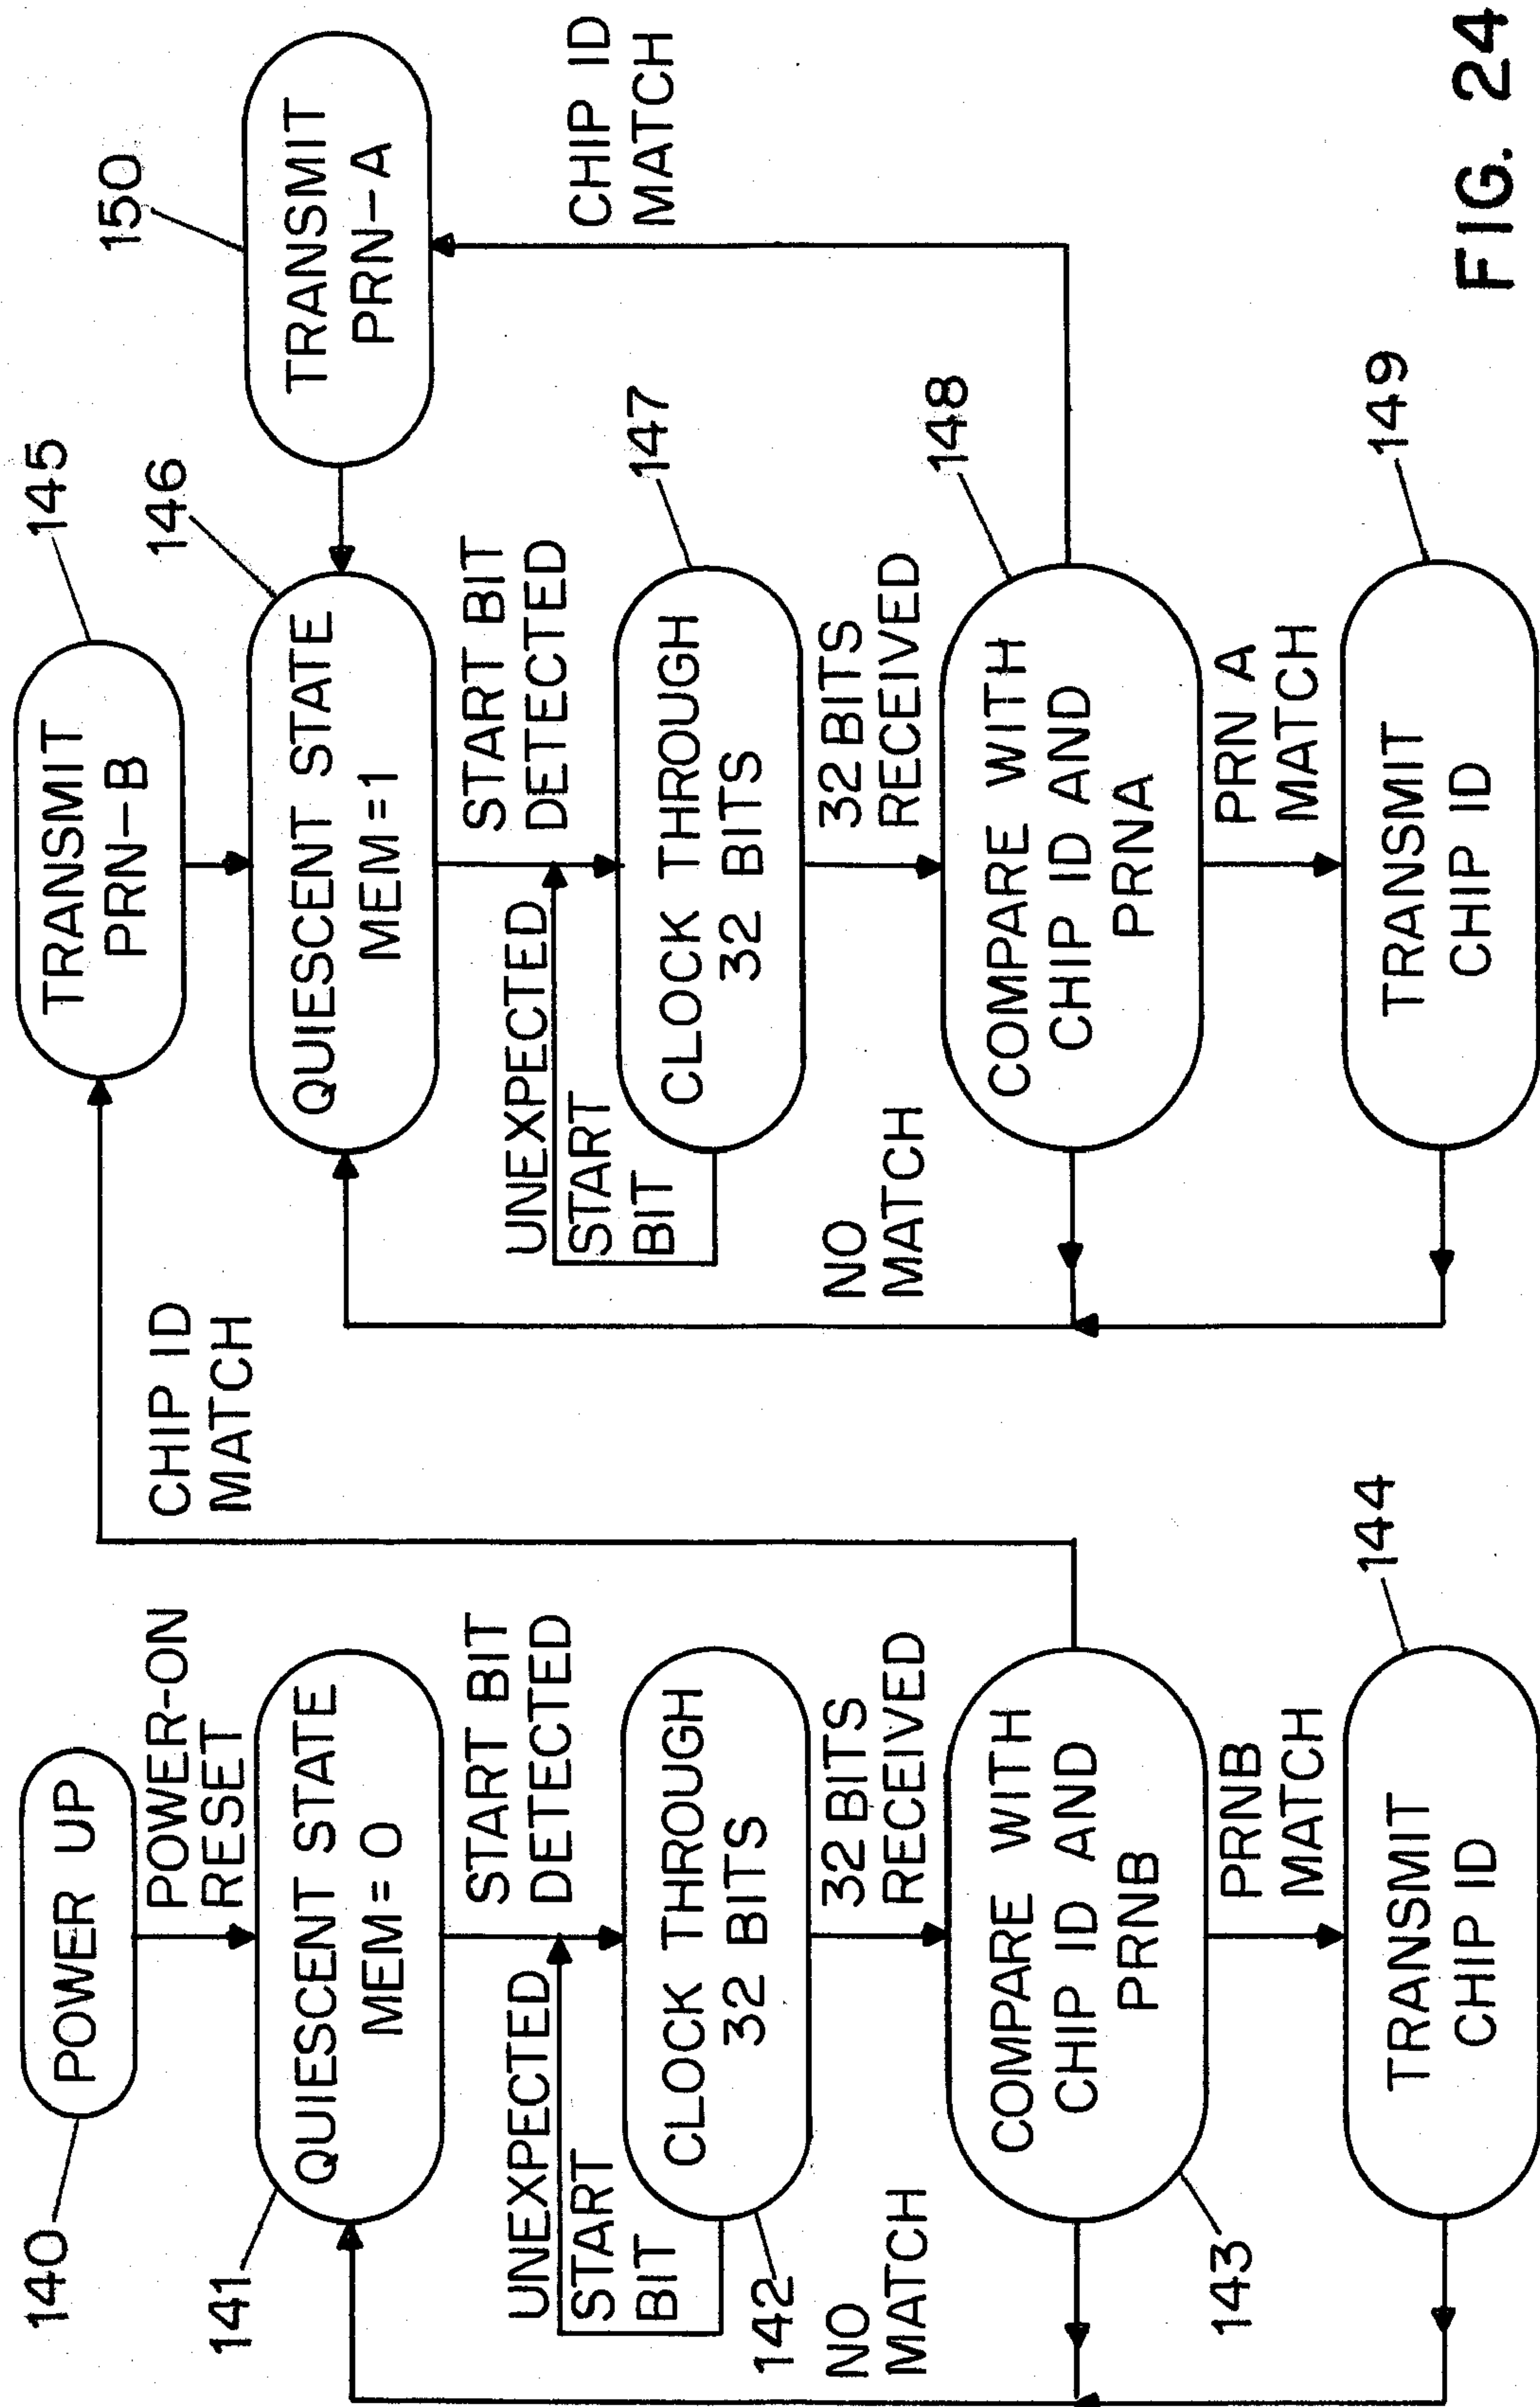 140
POWER UP
POWER-ON
RESET
141
QUIESCENT STATE
MEM = 0
START BIT
DETECTED
UNEXPECTED
START
BIT
CLOCK THROUGH
32 BITS
142
32 BITS
RECEIVED
NO
MATCH
COMPARE WITH
CHIP ID AND
PRNB
143
PRNB
MATCH
TRANSMIT
CHIP ID
144
CHIP ID
MATCH
145
TRANSMIT
PRN-B
146
QUIESCENT STATE
MEM = 1
150
TRANSMIT
PRN-A
START BIT
DETECTED
UNEXPECTED
START
BIT
147
CLOCK THROUGH
32 BITS
CHIP ID
MATCH
32 BITS
RECEIVED
NO
MATCH
148
COMPARE WITH
CHIP ID AND
PRNA
PRN A
MATCH
149
TRANSMIT
CHIP ID
FIG. 24